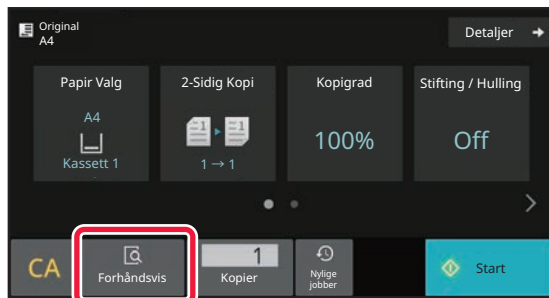 Original
A4
Detaljer
Papir Valg
A4
Kassett 1
2-Sidig Kopi
1 → 1
Kopigrad
100%
Stifting / Hulling
Off
CA
Forhåndsvis
1
Kopier
Nylige
jobber
Start